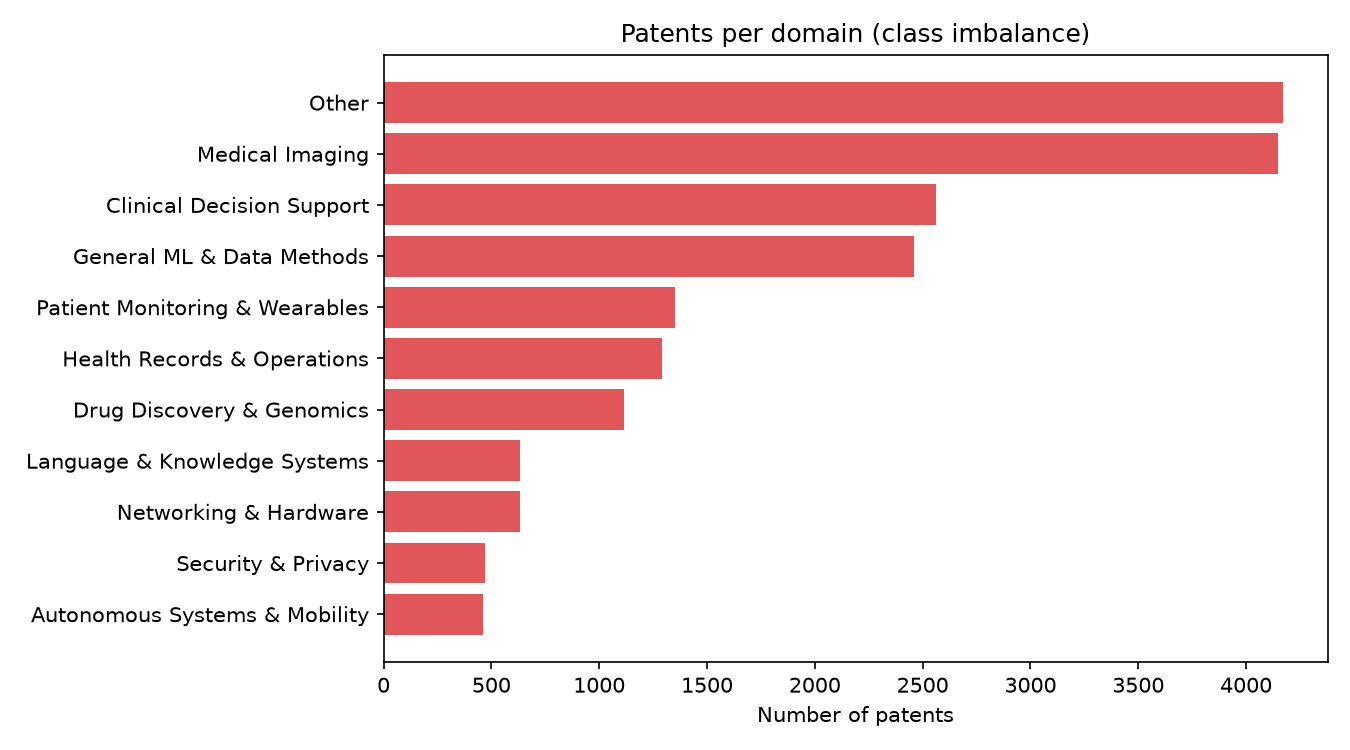 Patents per domain (class imbalance)
Other
Medical Imaging
Clinical Decision Support
General ML & Data Methods
Patient Monitoring & Wearables
Health Records & Operations
Drug Discovery & Genomics
Language & Knowledge Systems
Networking & Hardware
Security & Privacy
Autonomous Systems & Mobility
0 500 1000 1500 2000 2500 3000 3500 4000
Number of patents